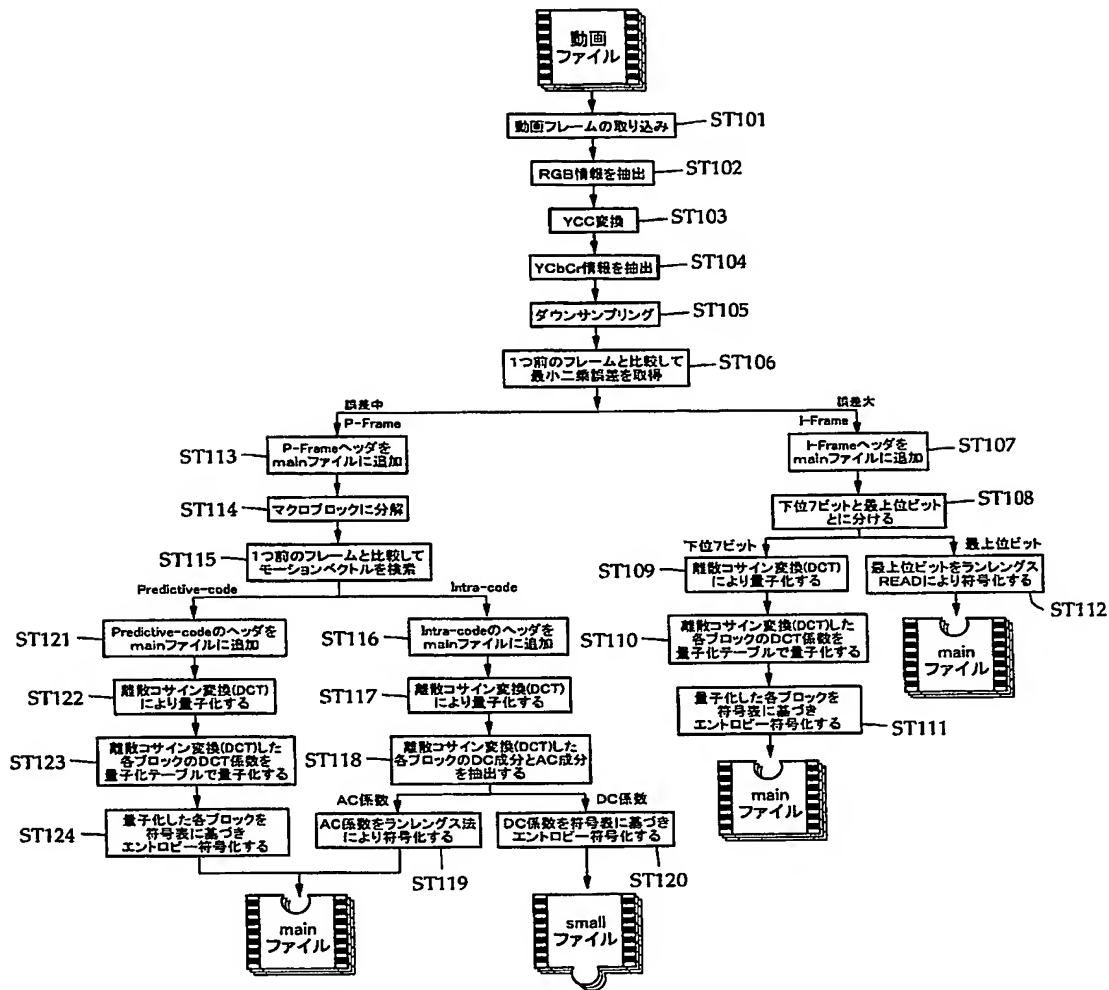 動画
ファイル
動画フレームの取り込み
ST101
RGB情報を抽出
ST102
YCC変換
ST103
YCbCr情報を抽出
ST104
ダウンサンプリング
ST105
1つ前のフレームと比較して
最小二乗誤差を取得
ST106
誤差中
P-Frame
誤差大
I-Frame
ST113
P-Frameヘッダを
mainファイルに追加
I-Frameヘッダを
mainファイルに追加
ST107
ST114
マクロブロックに分解
下位7ビットと最上位ビット
とに分ける
ST108
ST115
1つ前のフレームと比較して
モーションベクトルを検索
下位7ビット
最上位ビット
ST109
離散コサイン変換(DCT)
により量子化する
最上位ビットをランレングス
READにより符号化する
ST112
Predictive-code
Intra-code
ST121
Predictive-codeのヘッダを
mainファイルに追加
ST116
Intra-codeのヘッダを
mainファイルに追加
ST110
離散コサイン変換(DCT)した
各ブロックのDCT係数を
量子化テーブルで量子化する
main
ファイル
ST122
離散コサイン変換(DCT)
により量子化する
ST117
離散コサイン変換(DCT)
により量子化する
量子化した各ブロックを
符号表に基づき
エントロピー符号化する
ST111
ST123
離散コサイン変換(DCT)した
各ブロックのDCT係数を
量子化テーブルで量子化する
ST118
離散コサイン変換(DCT)した
各ブロックのDC成分とAC成分
を抽出する
main
ファイル
AC係数
DC係数
ST124
量子化した各ブロックを
符号表に基づき
エントロピー符号化する
AC係数をランレングス法
により符号化する
ST119
DC係数を符号表に基づき
エントロピー符号化する
ST120
main
ファイル
small
ファイル